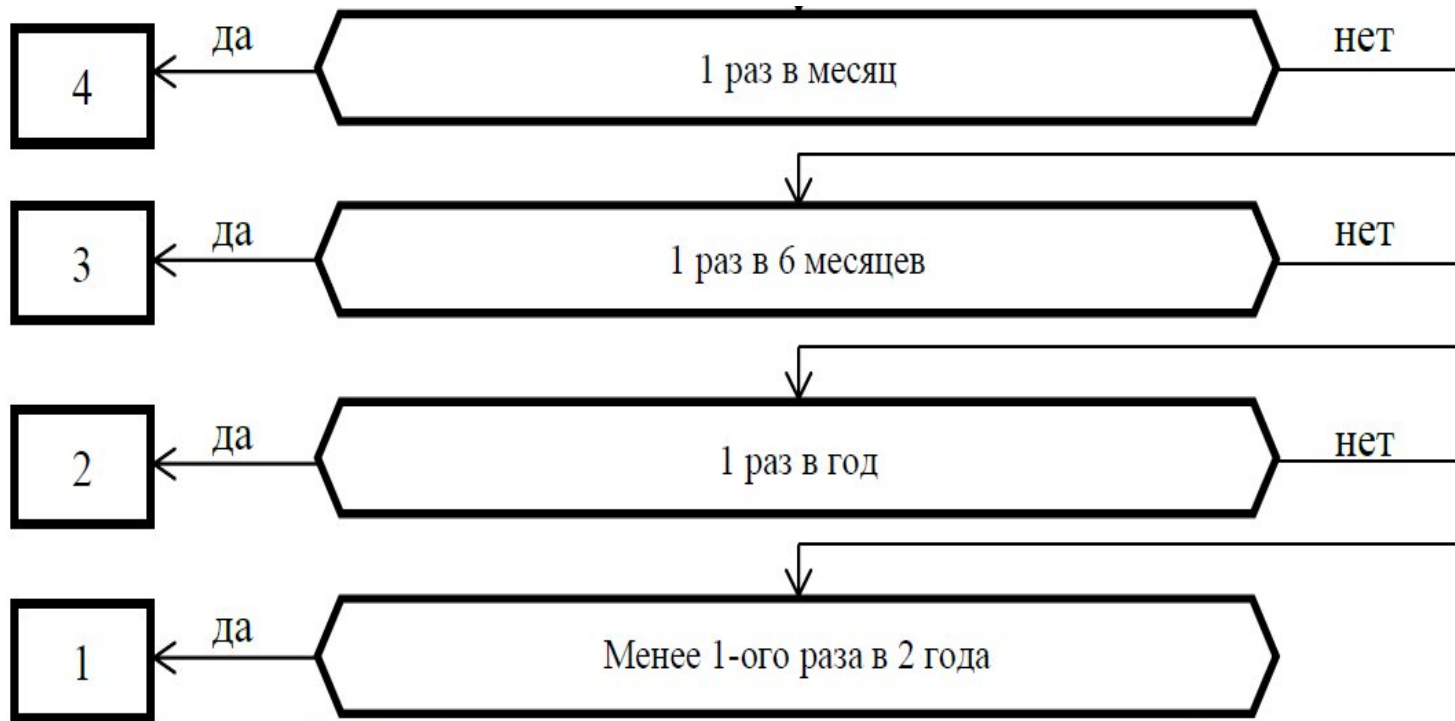 да
нет
4
1 раз в месяц
да
нет
3
1 раз в 6 месяцев
да
нет
2
1 раз в год
да
1
Менее 1-ого раза в 2 года